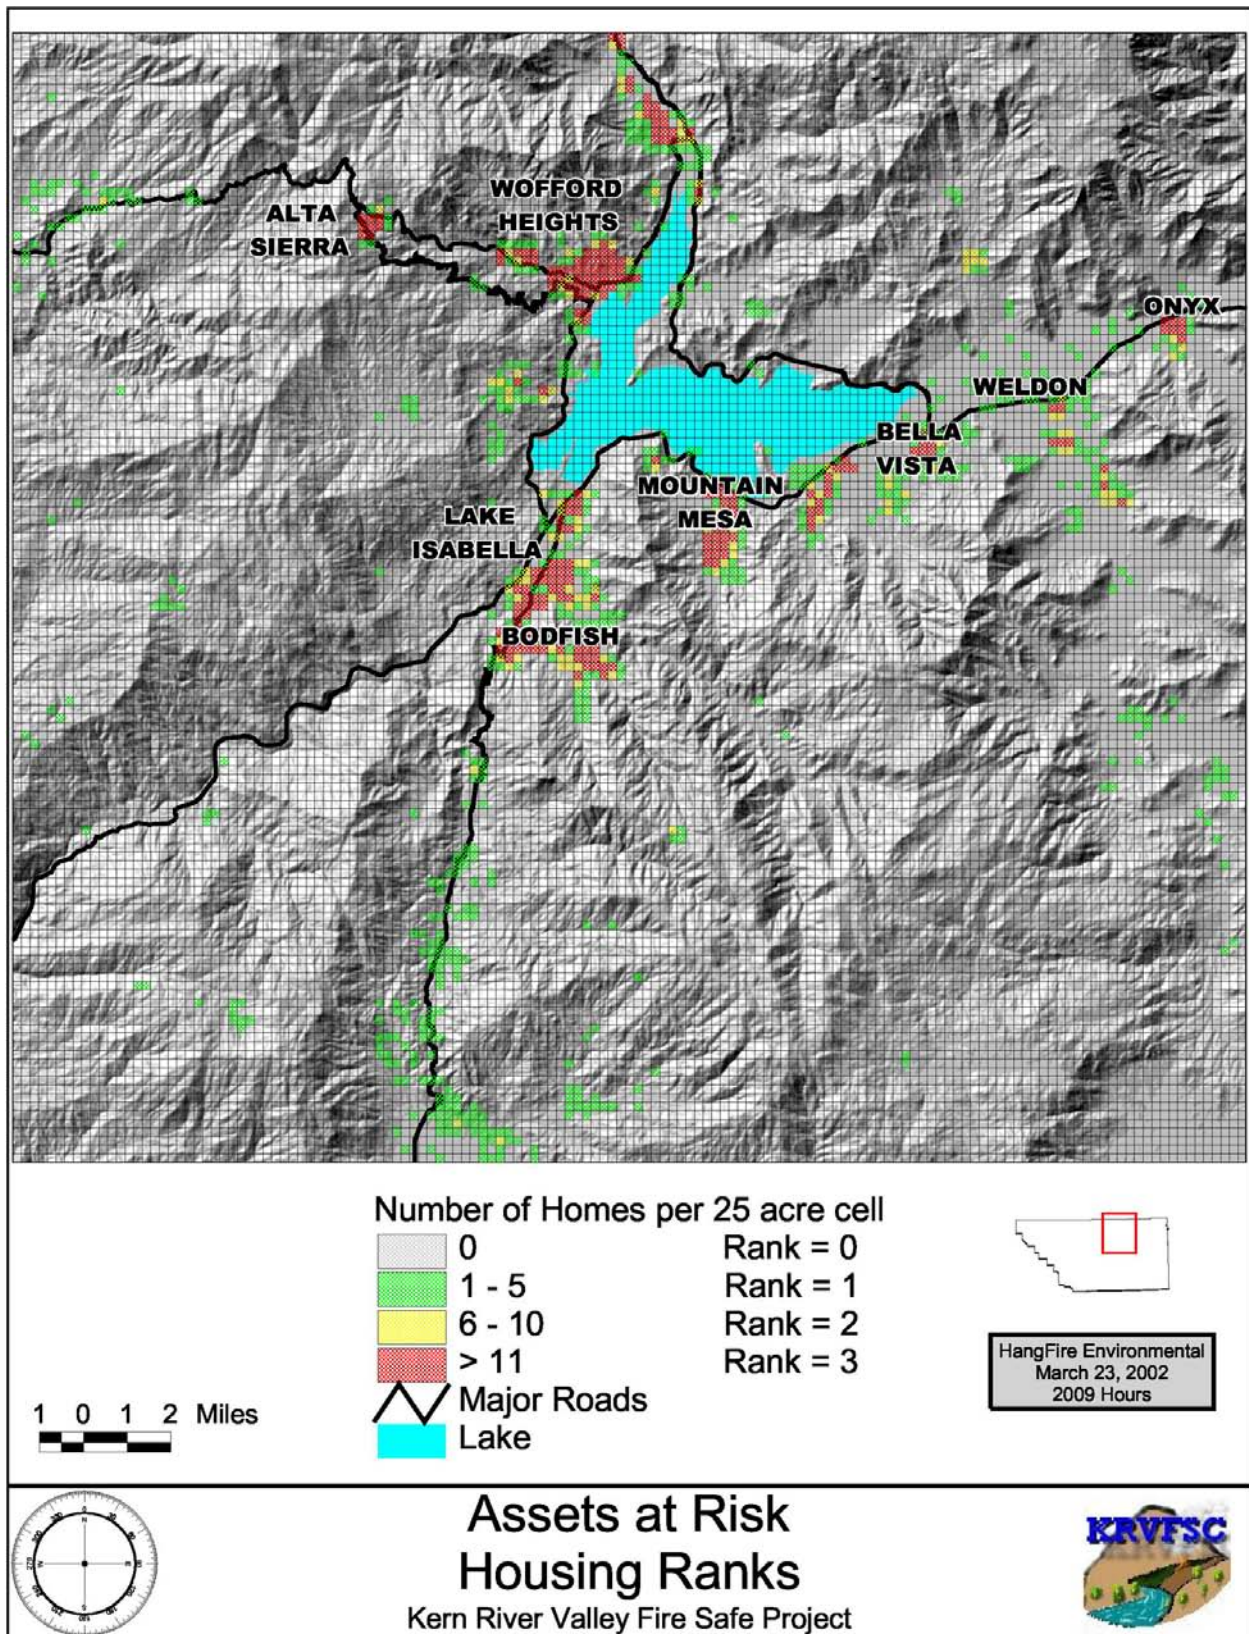 WOFFORD
HEIGHTS
ALTA
SIERRA
ONYX
WELDON
BELLA
VISTA
MOUNTAIN
MESA
LAKE
ISABELLA
BODFISH
Number of Homes per 25 acre cell
0 Rank = 0
1 - 5 Rank = 1
6 - 10 Rank = 2
> 11 Rank = 3
Major Roads
Lake
1 0 1 2 Miles
HangFire Environmental
March 23, 2002
2009 Hours
Assets at Risk
Housing Ranks
Kern River Valley Fire Safe Project
KRVFSC